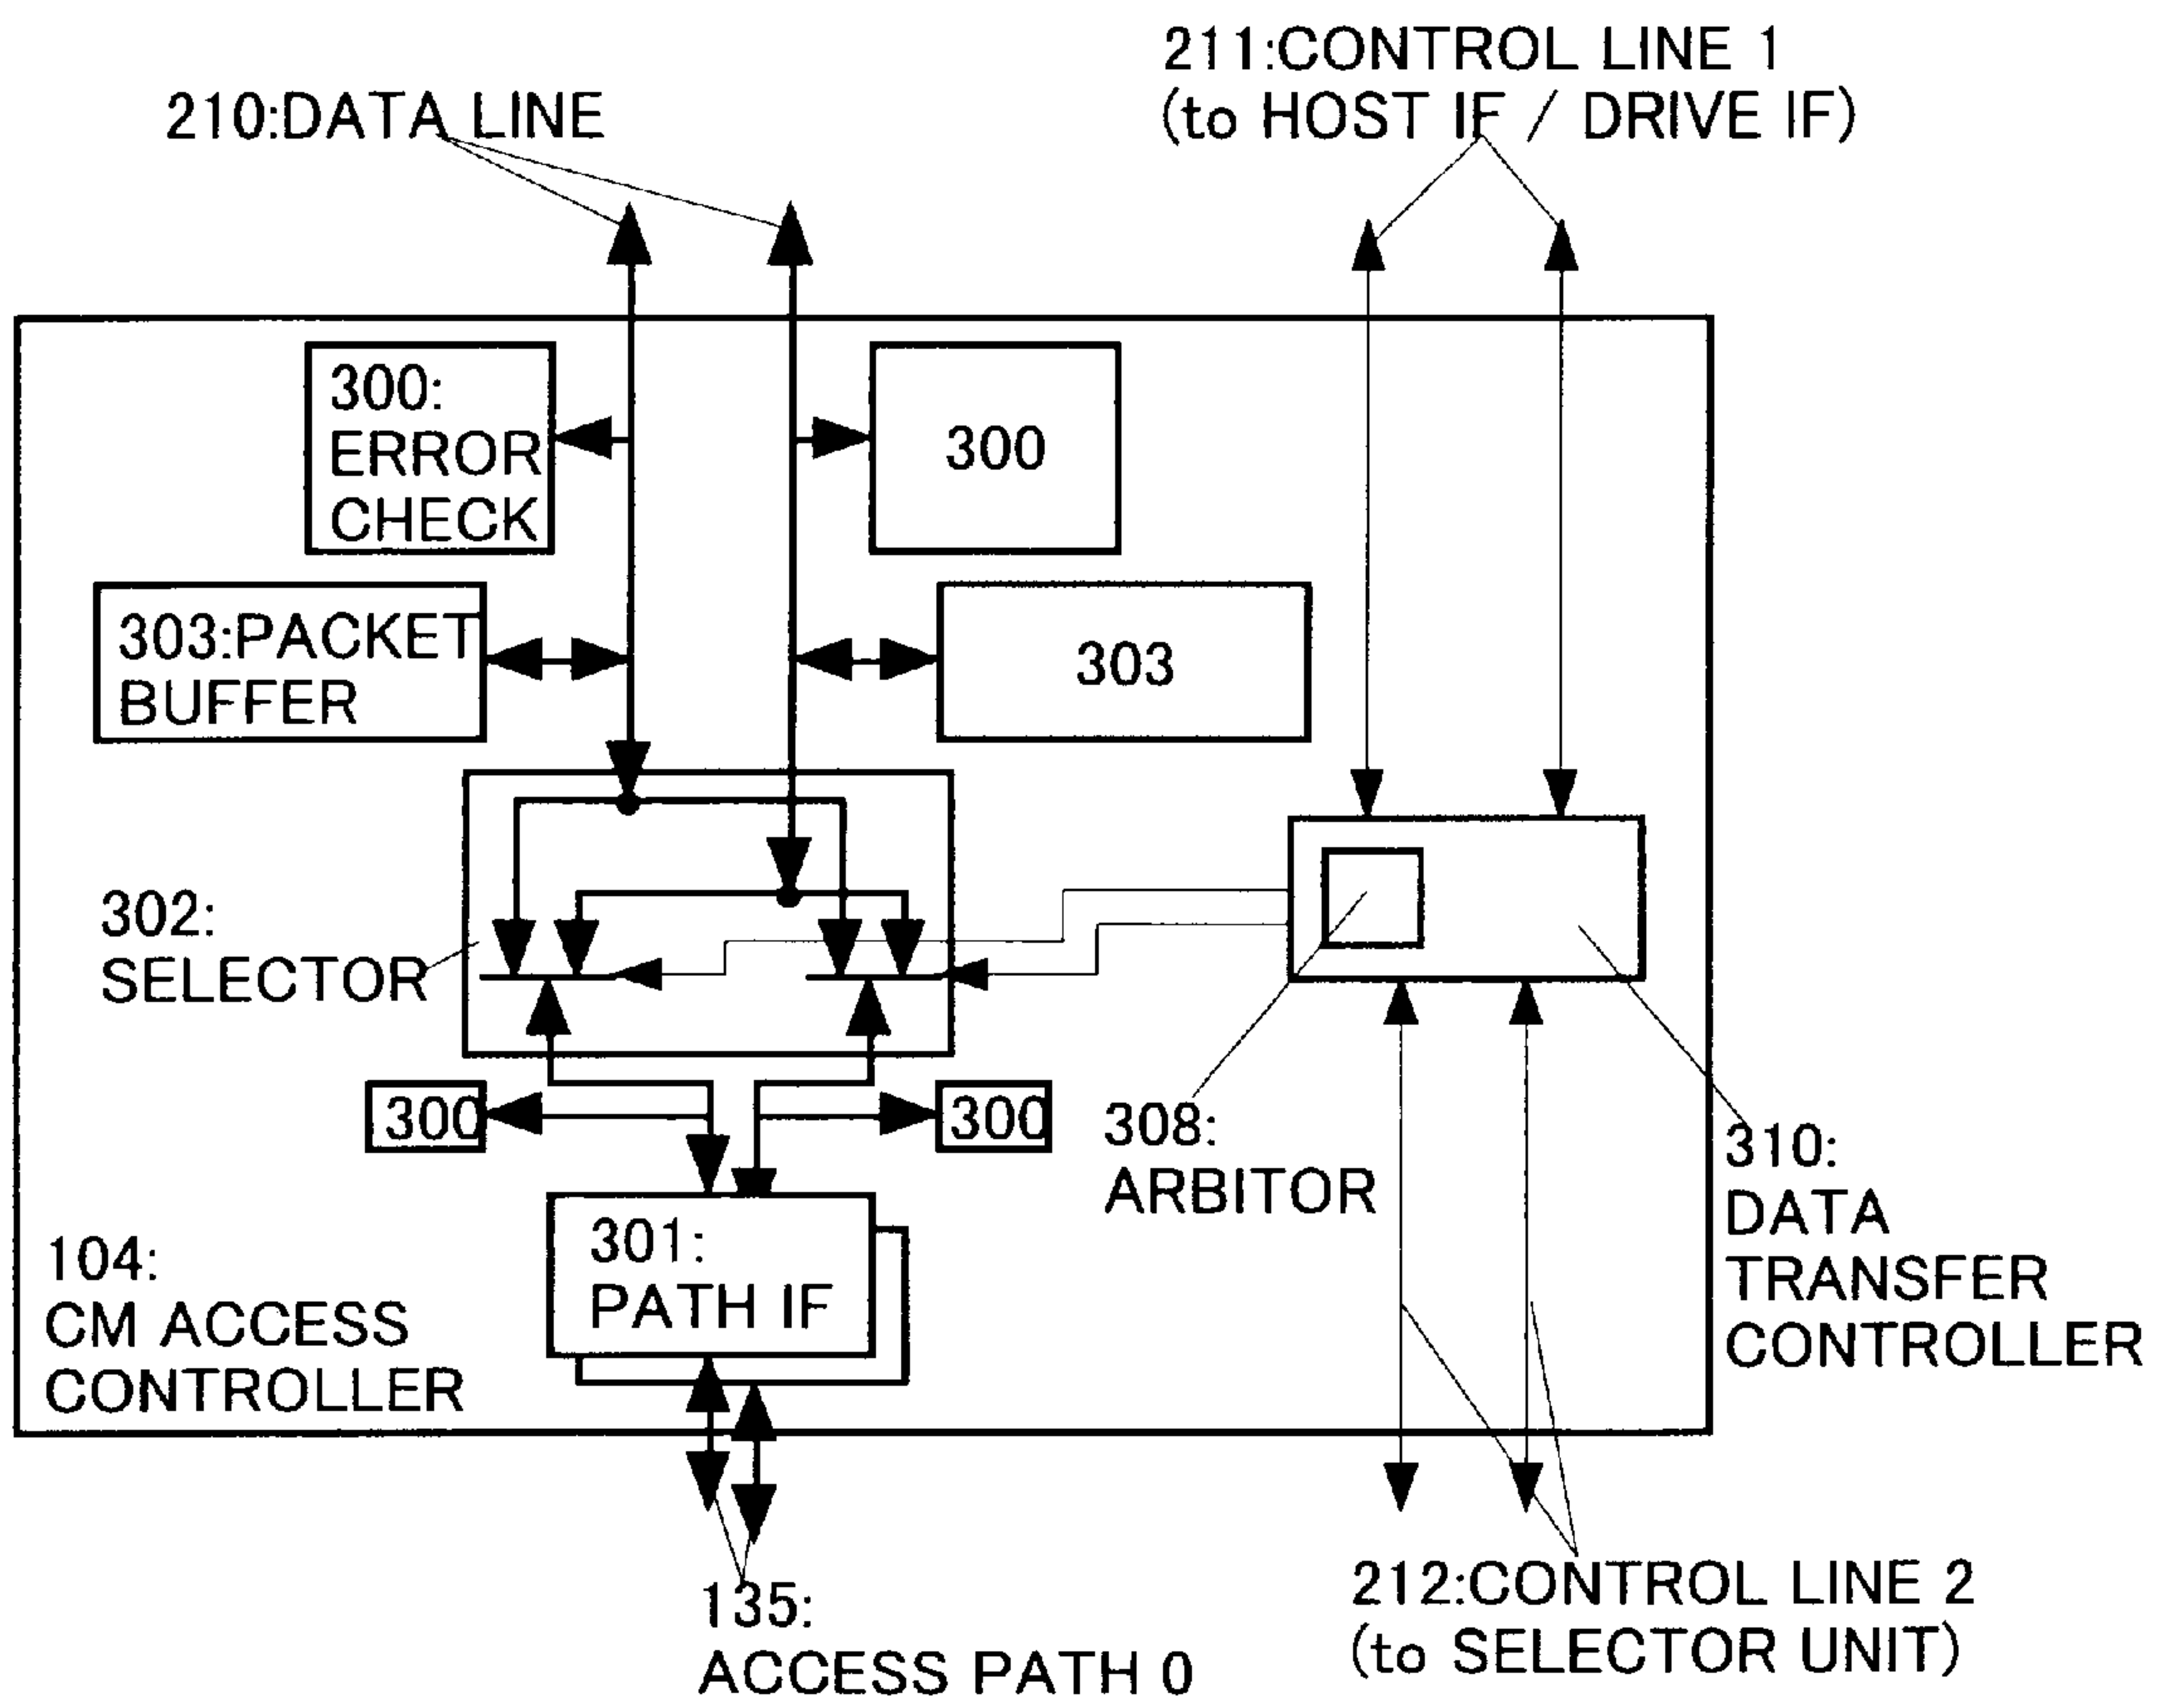 211:CONTROL LINE 1
(to HOST IF / DRIVE IF)
210:DATA LINE
300:
ERROR
CHECK
300
303:PACKET
BUFFER
303
302:
SELECTOR
300
300
308:
ARBITOR
310:
DATA
TRANSFER
CONTROLLER
301:
PATH IF
104:
CM ACCESS
CONTROLLER
135:
ACCESS PATH 0
212:CONTROL LINE 2
(to SELECTOR UNIT)